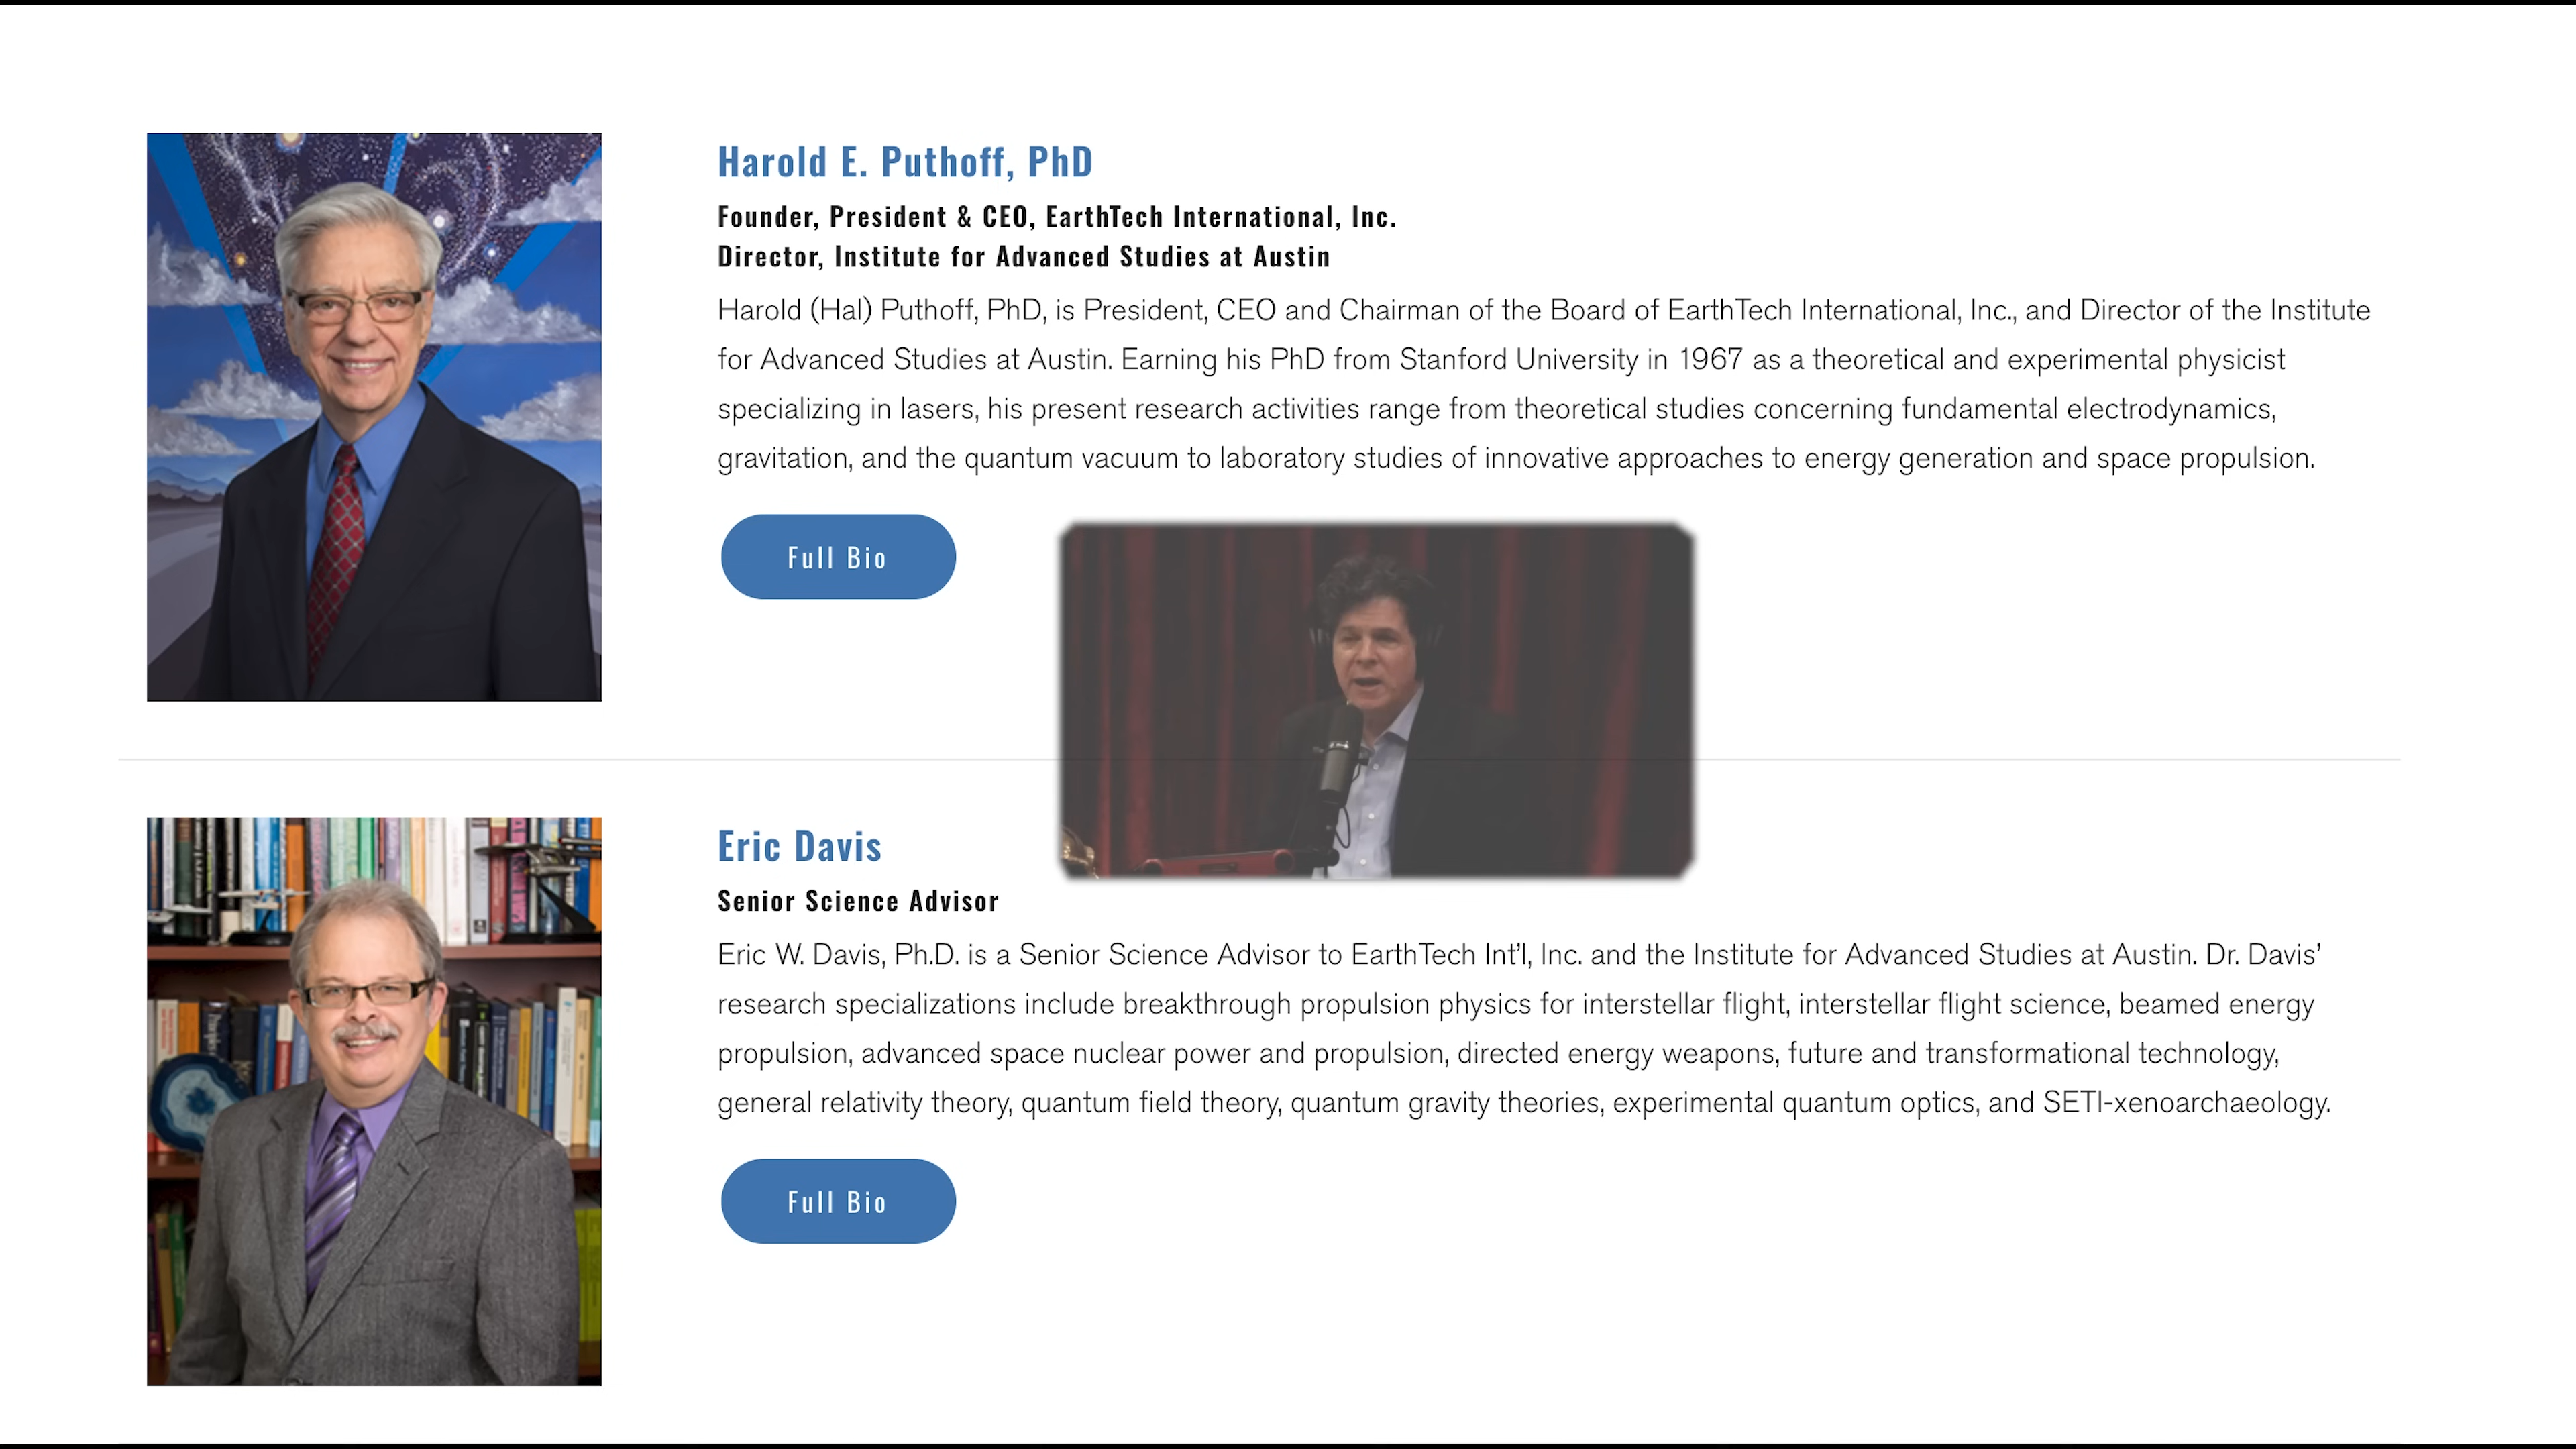 Harold E. Puthoff, PhD
Founder, President & CEO, EarthTech International, Inc.
Director, Institute for Advanced Studies at Austin
Harold (Hal) Puthoff, PhD, is President, CEO and Chairman of the Board of EarthTech International, Inc., and Director of the Institute
for Advanced Studies at Austin. Earning his PhD from Stanford University in 1967 as a theoretical and experimental physicist
specializing in lasers, his present research activities range from theoretical studies concerning fundamental electrodynamics,
gravitation, and the quantum vacuum to laboratory studies of innovative approaches to energy generation and space propulsion.
Full Bio
Eric Davis
Senior Science Advisor
Eric W. Davis, Ph.D. is a Senior Science Advisor to EarthTech Int'l, Inc. and the Institute for Advanced Studies at Austin. Dr. Davis’
research specializations include breakthrough propulsion physics for interstellar flight, interstellar flight science, beamed energy
propulsion, advanced space nuclear power and propulsion, directed energy weapons, future and transformational technology,
general relativity theory, quantum field theory, quantum gravity theories, experimental quantum optics, and SETI-xenoarchaeology.
Full Bio